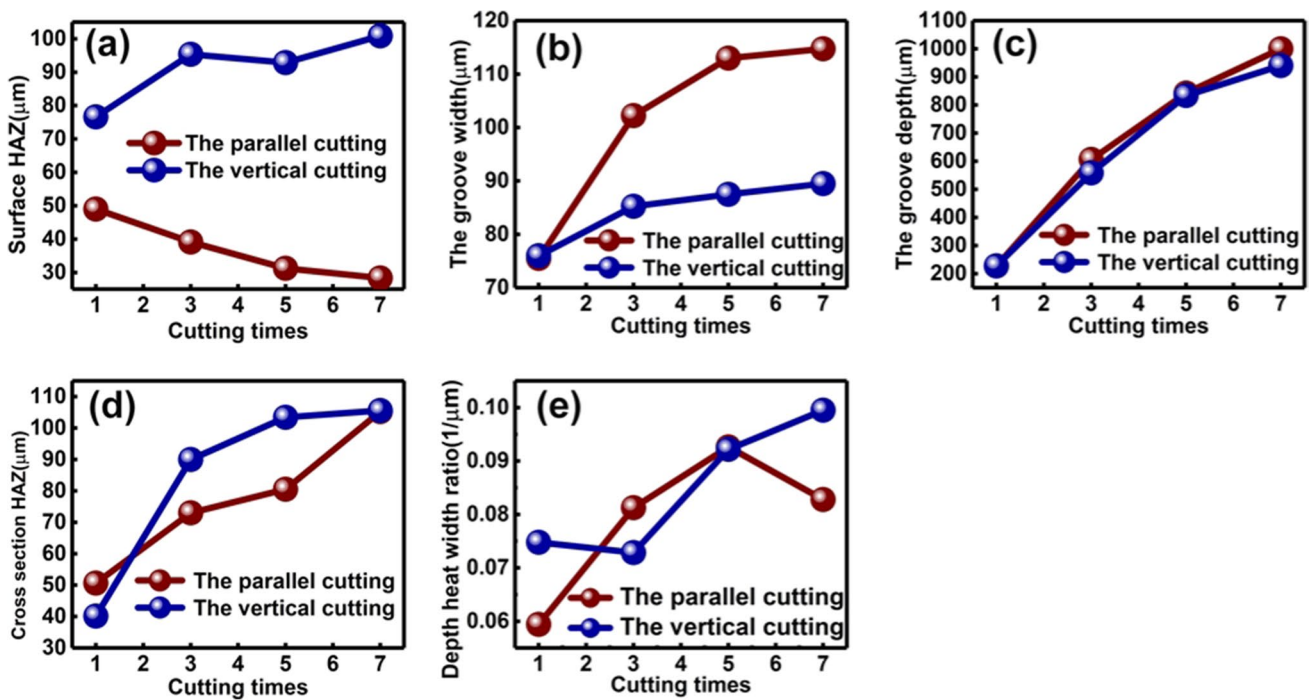 (a)
Surface HAZ(μm)
100
90
80
70
60
50
40
30
The parallel cutting
The vertical cutting
1 2 3 4 5 6 7
Cutting times
(b)
The groove width(μm)
120
110
100
90
80
70
The parallel cutting
The vertical cutting
1 2 3 4 5 6 7
Cutting times
(c)
The groove depth(μm)
1100
1000
900
800
700
600
500
400
300
200
The parallel cutting
The vertical cutting
1 2 3 4 5 6 7
Cutting times
(d)
Cross section HAZ(μm)
110
100
90
80
70
60
50
40
30
The parallel cutting
The vertical cutting
1 2 3 4 5 6 7
Cutting times
(e)
Depth heat width ratio(1/μm)
0.10
0.09
0.08
0.07
0.06
The parallel cutting
The vertical cutting
1 2 3 4 5 6 7
Cutting times